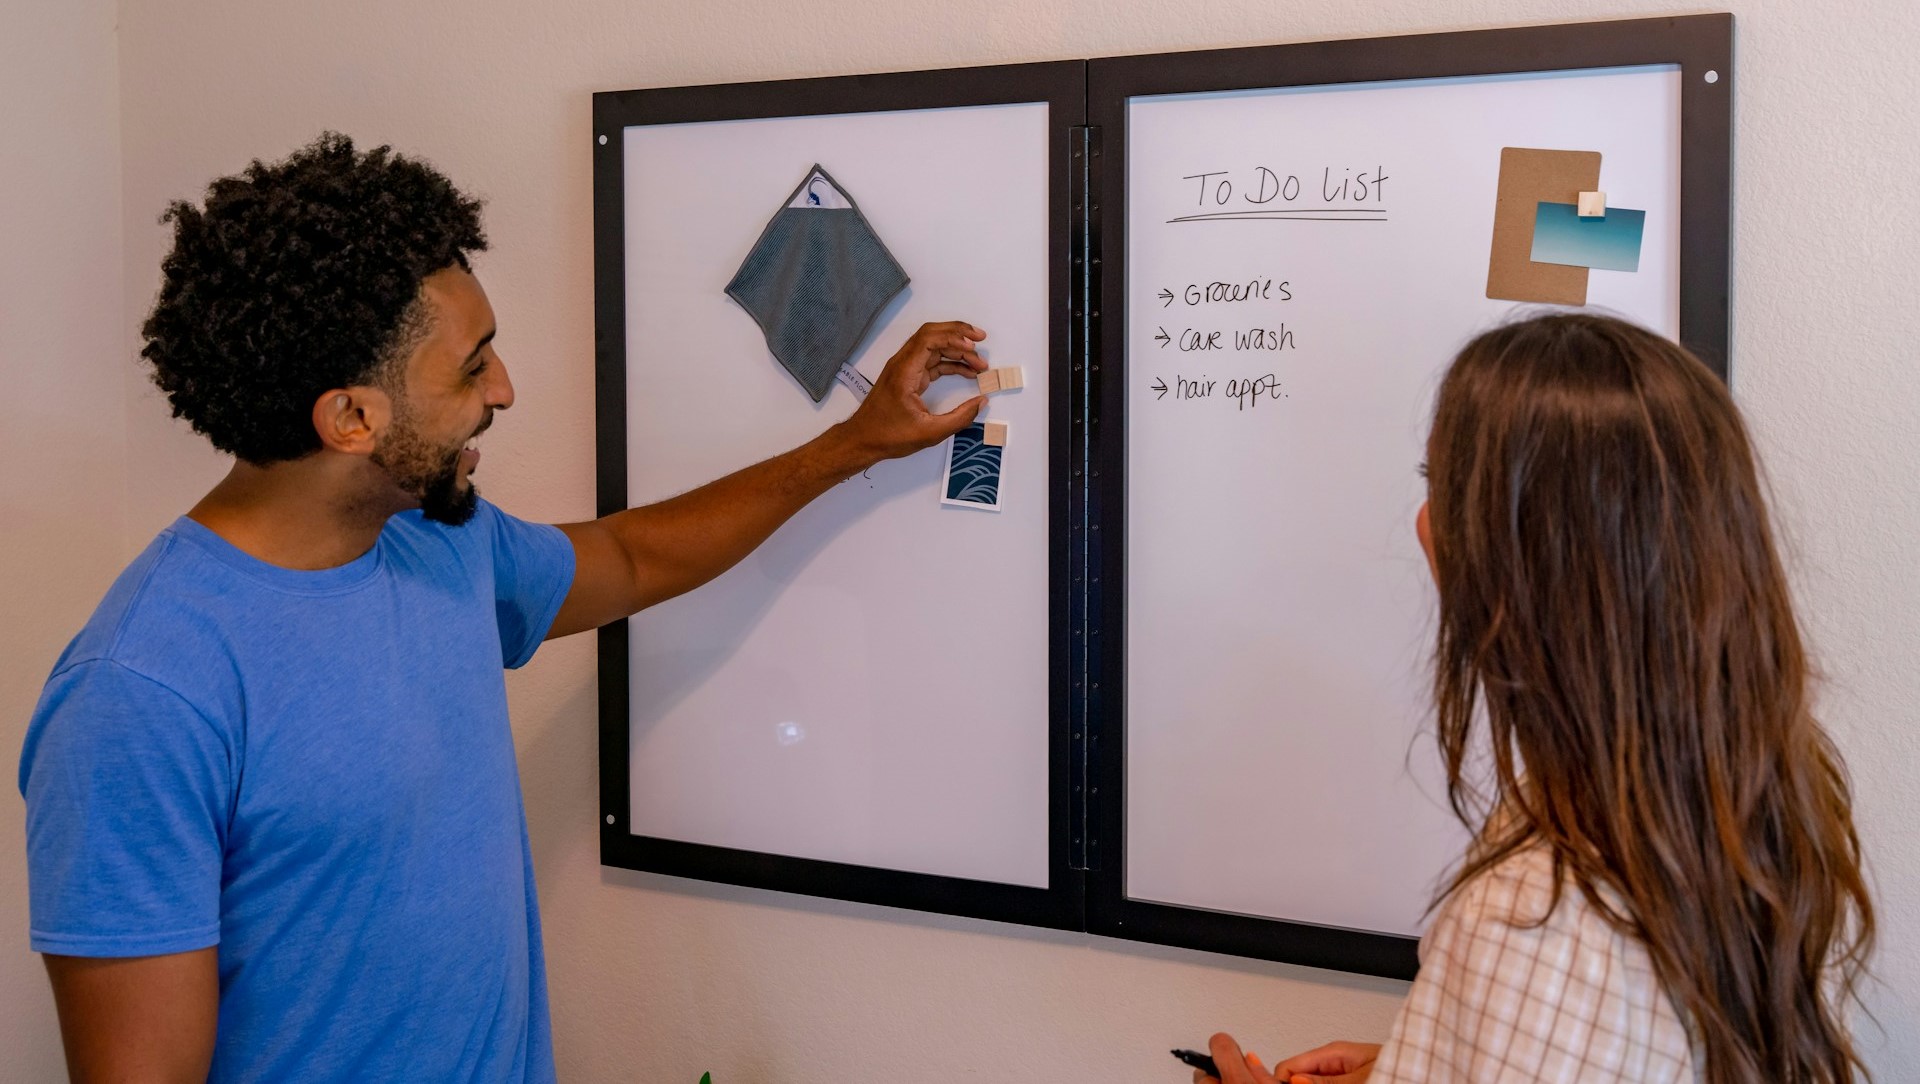 To Do List
→ Groceries
→ car wash
→ hair appt.